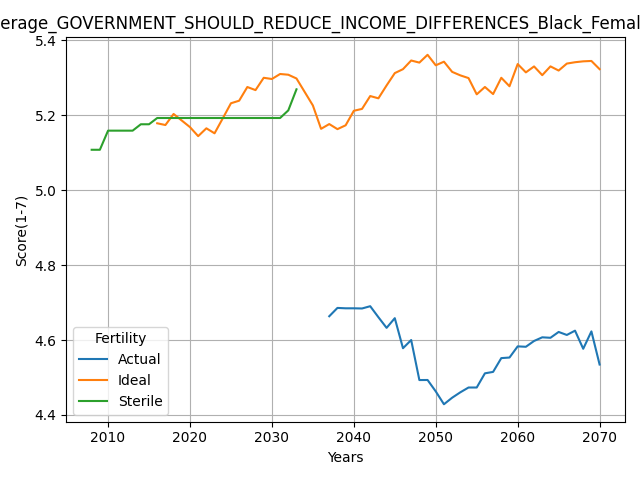 erage_GOVERNMENT_SHOULD_REDUCE_INCOME_DIFFERENCES_Black_Femal
5.4
5.2
5.0
4.8
4.6
4.4
Score(1-7)
Fertility
Actual
Ideal
Sterile
2010 2020 2030 2040 2050 2060 2070
Years